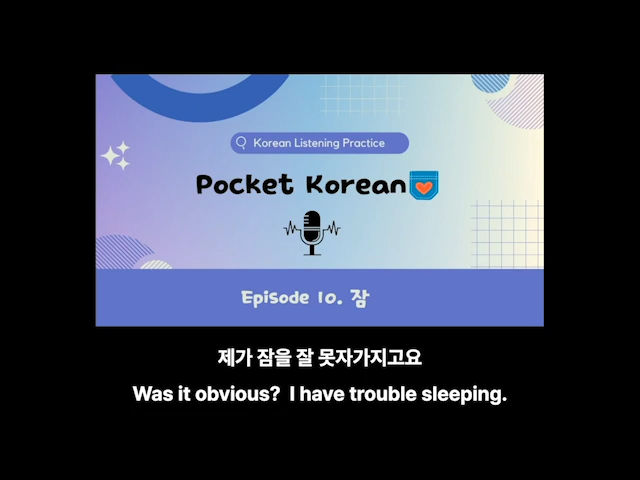 Korean Listening Practice
Pocket Korean
Episode 10. 잠
제가 잠을 잘 못자가지고요
Was it obvious? I have trouble sleeping.